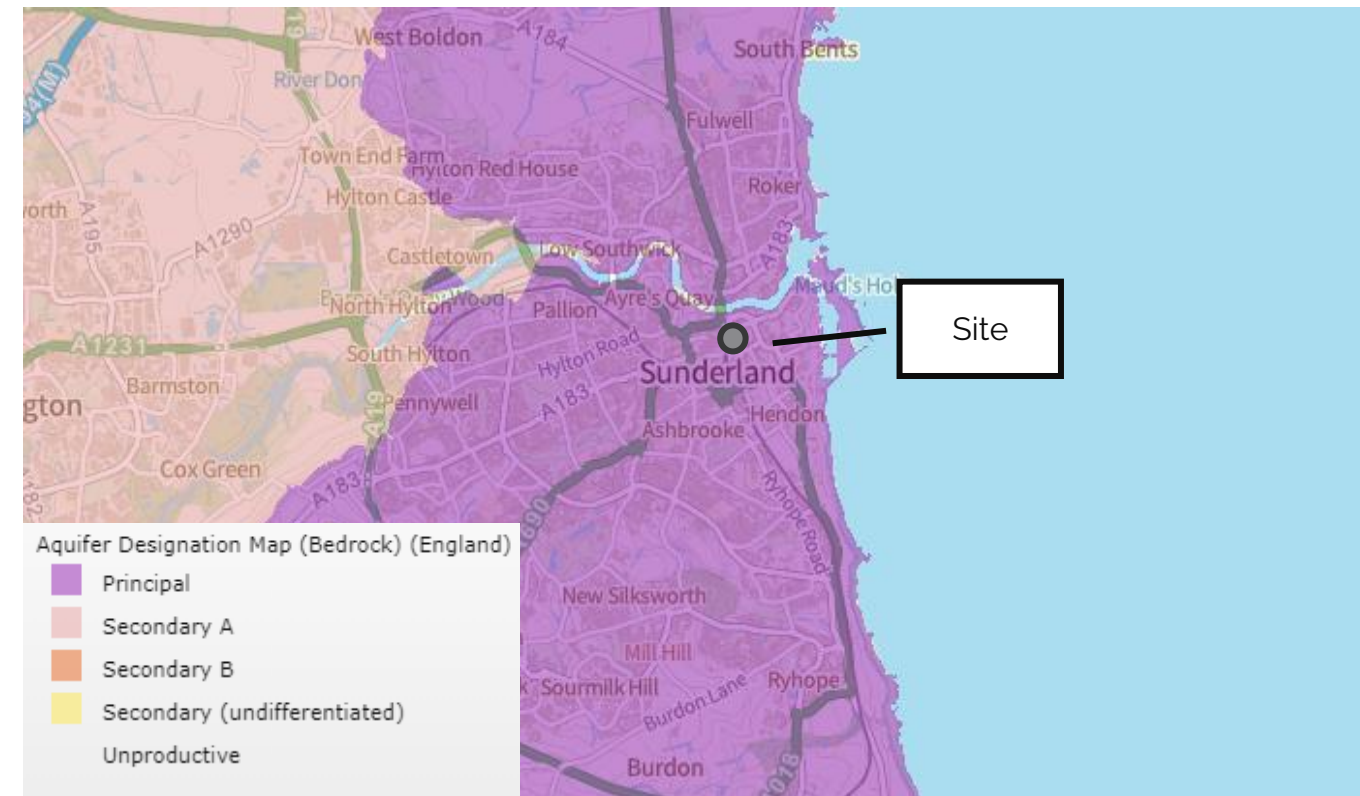 West Boldon
A184
South Bents
River Don
Fulwell
Town End Farm
Hylton Red House
Roker
Hylton Castle
A195
A1290
A183
Castletown
Low Southwick
North Hylton
Pallion
Ayre's Quay
Site
A1231
South Hylton
Hylton Road
Sunderland
Barmston
A19
Pennywell
A183
Hendon
Ashbrooke
Cox Green
A183
Ryhope Road
Aquifer Designation Map (Bedrock) (England)
Principal
Secondary A
Secondary B
Secondary (undifferentiated)
Unproductive
New Silksworth
Mill Hill
Sourmilk Hill
Ryhope
Burdon Lane
Burdon